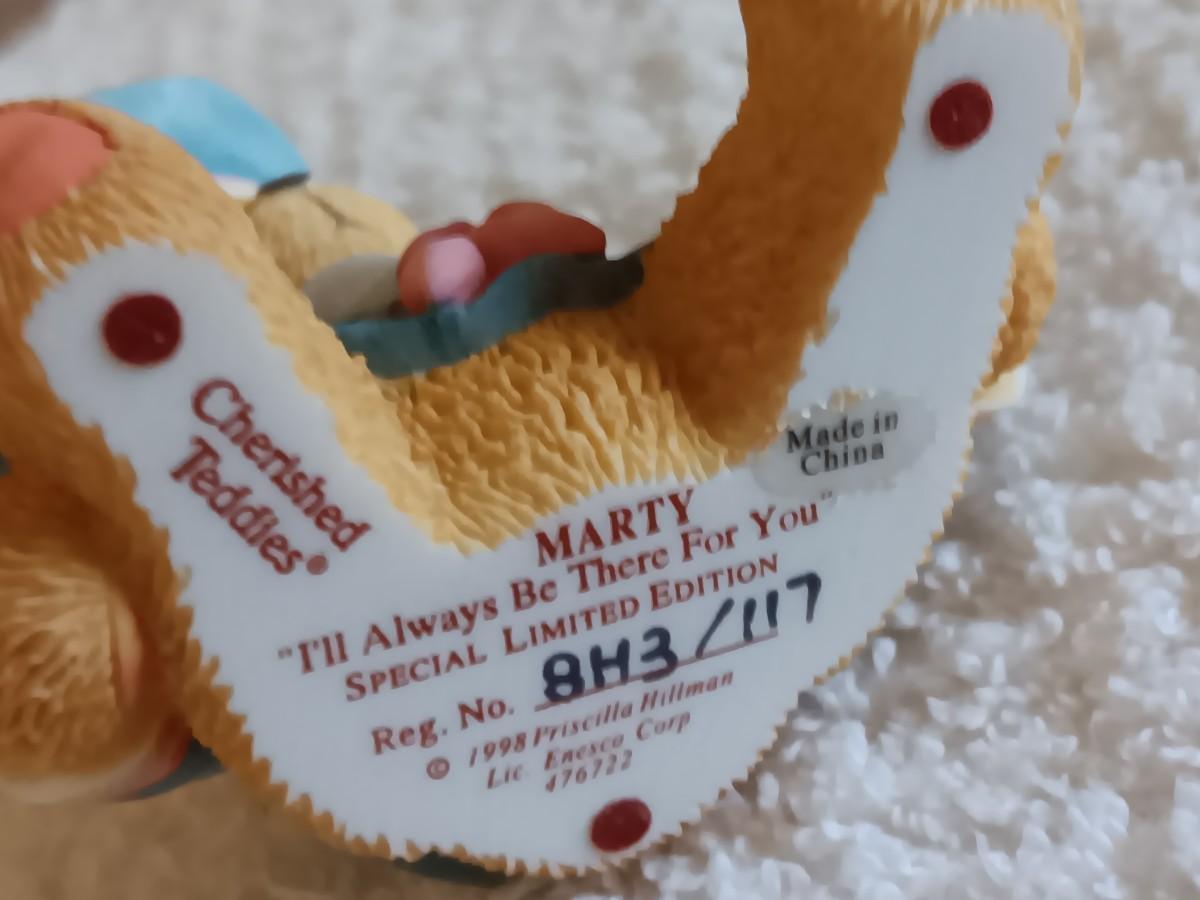 Cherished
Teddies®
Made in
China
MARTY
"I'll Always Be There For You"
SPECIAL LIMITED EDITION
Reg. No. 8H3/117
© 1998 Priscilla Hillman
Lic. Enesco Corp
476722